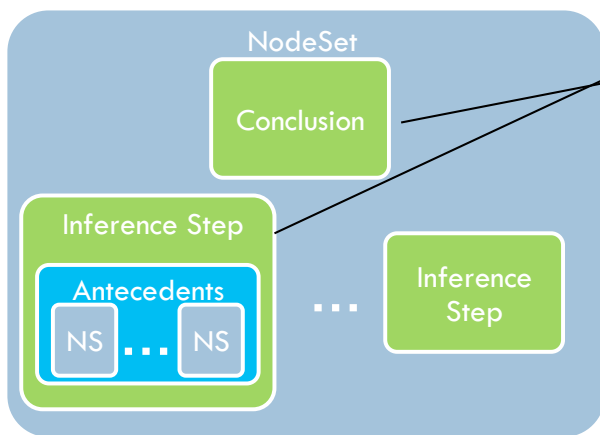 NodeSet
Conclusion
Inference Step
Antecedents
NS ... NS
...
Inference
Step